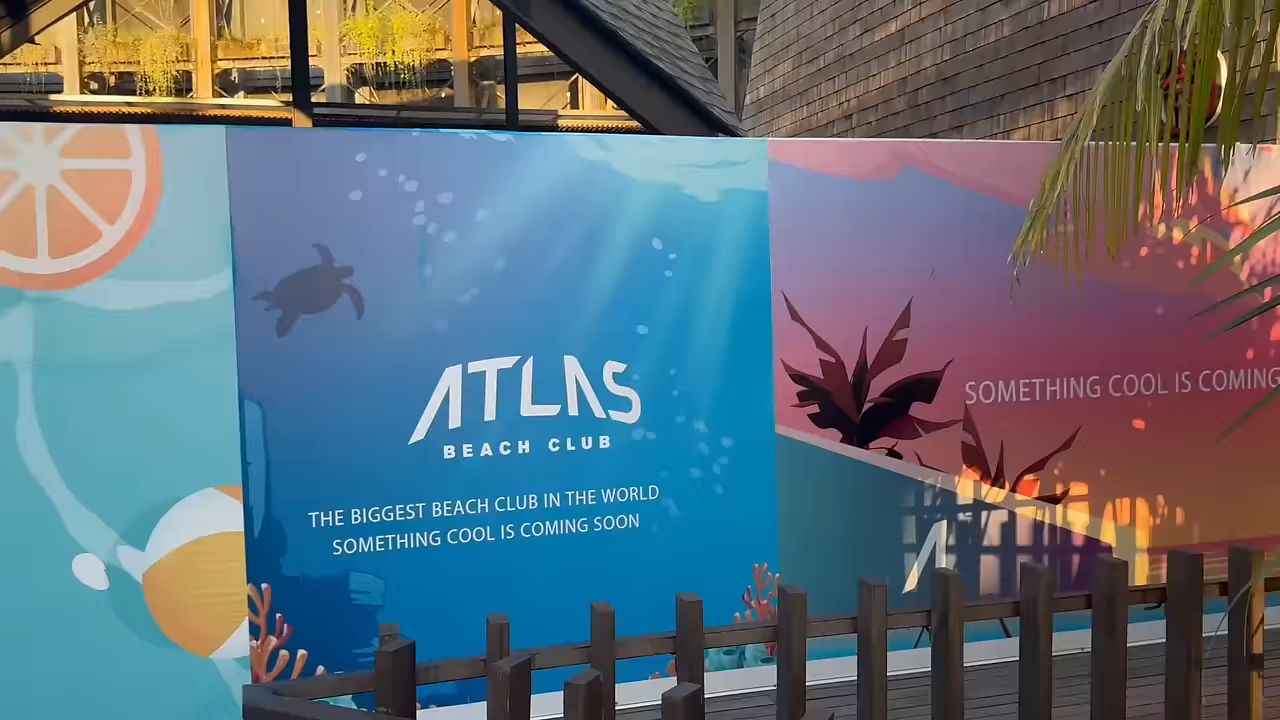 ATLAS
BEACH CLUB
THE BIGGEST BEACH CLUB IN THE WORLD
SOMETHING COOL IS COMING SOON
SOMETHING COOL IS COMING